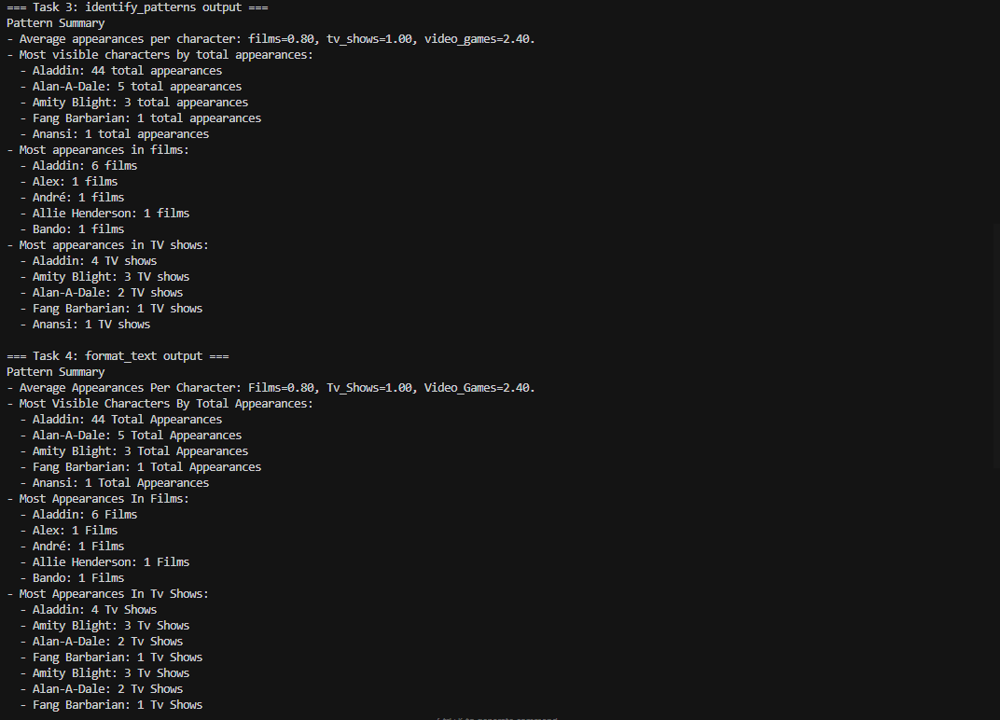 === Task 3: identify_patterns output ===
Pattern Summary
- Average appearances per character: films=0.80, tv_shows=1.00, video_games=2.40.
- Most visible characters by total appearances:
  - Aladdin: 44 total appearances
  - Alan-A-Dale: 5 total appearances
  - Amity Blight: 3 total appearances
  - Fang Barbarian: 1 total appearances
  - Anansi: 1 total appearances
- Most appearances in films:
  - Aladdin: 6 films
  - Alex: 1 films
  - André: 1 films
  - Allie Henderson: 1 films
  - Bando: 1 films
- Most appearances in TV shows:
  - Aladdin: 4 TV shows
  - Amity Blight: 3 TV shows
  - Alan-A-Dale: 2 TV shows
  - Fang Barbarian: 1 TV shows
  - Anansi: 1 TV shows

=== Task 4: format_text output ===
Pattern Summary
- Average Appearances Per Character: Films=0.80, Tv_Shows=1.00, Video_Games=2.40.
- Most Visible Characters By Total Appearances:
  - Aladdin: 44 Total Appearances
  - Alan-A-Dale: 5 Total Appearances
  - Amity Blight: 3 Total Appearances
  - Fang Barbarian: 1 Total Appearances
  - Anansi: 1 Total Appearances
- Most Appearances In Films:
  - Aladdin: 6 Films
  - Alex: 1 Films
  - André: 1 Films
  - Allie Henderson: 1 Films
  - Bando: 1 Films
- Most Appearances In Tv Shows:
  - Aladdin: 4 Tv Shows
  - Amity Blight: 3 Tv Shows
  - Alan-A-Dale: 2 Tv Shows
  - Fang Barbarian: 1 Tv Shows
  - Amity Blight: 3 Tv Shows
  - Alan-A-Dale: 2 Tv Shows
  - Fang Barbarian: 1 Tv Shows